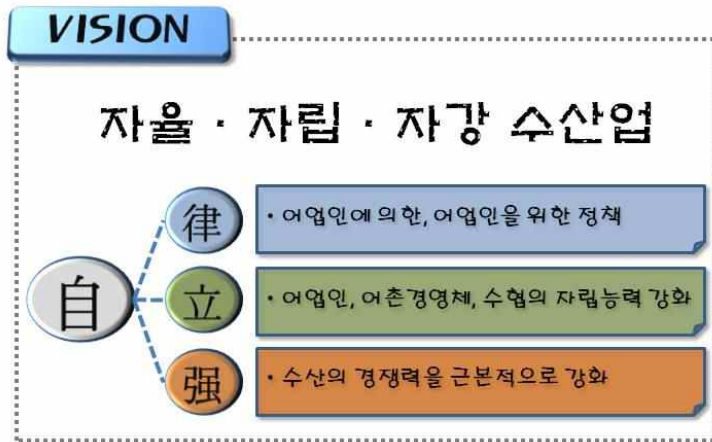 VISION
자율 · 자립 · 자강 수산업
律
• 어업인에 의한, 어업인을 위한 정책
自
立
• 어업인, 어촌경영체, 수협의 자립능력 강화
强
• 수산의 경쟁력을 근본적으로 강화